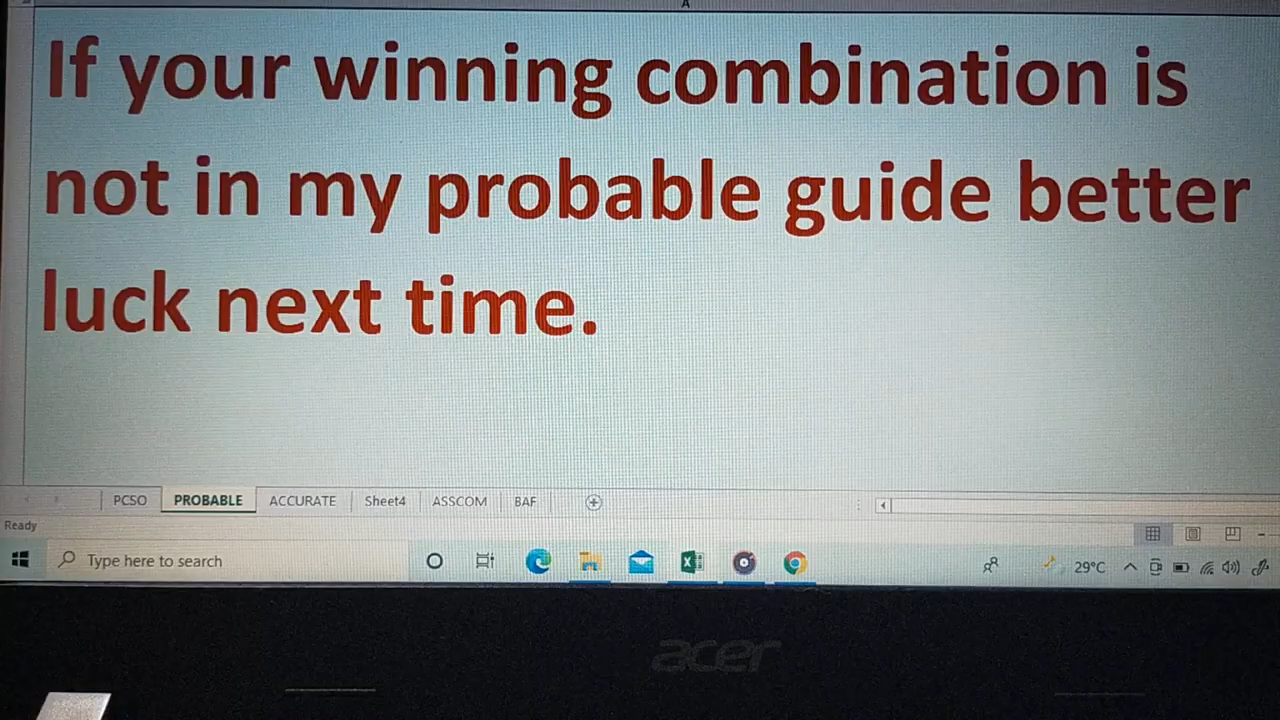 A
If your winning combination is
not in my probable guide better
luck next time.
PCSO PROBABLE ACCURATE Sheet4 ASSCOM BAF
Ready
Type here to search 29°C
acer